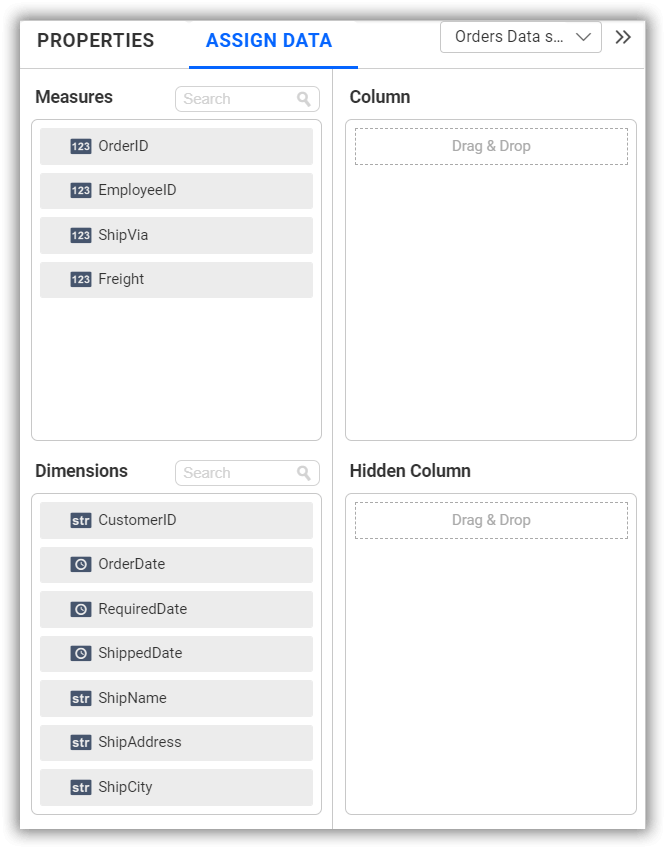 PROPERTIES
ASSIGN DATA
Orders Data s...
Measures
Search
123 OrderID
123 EmployeeID
123 ShipVia
123 Freight
Column
Drag & Drop
Dimensions
Search
str CustomerID
OrderDate
RequiredDate
ShippedDate
str ShipName
str ShipAddress
str ShipCity
Hidden Column
Drag & Drop